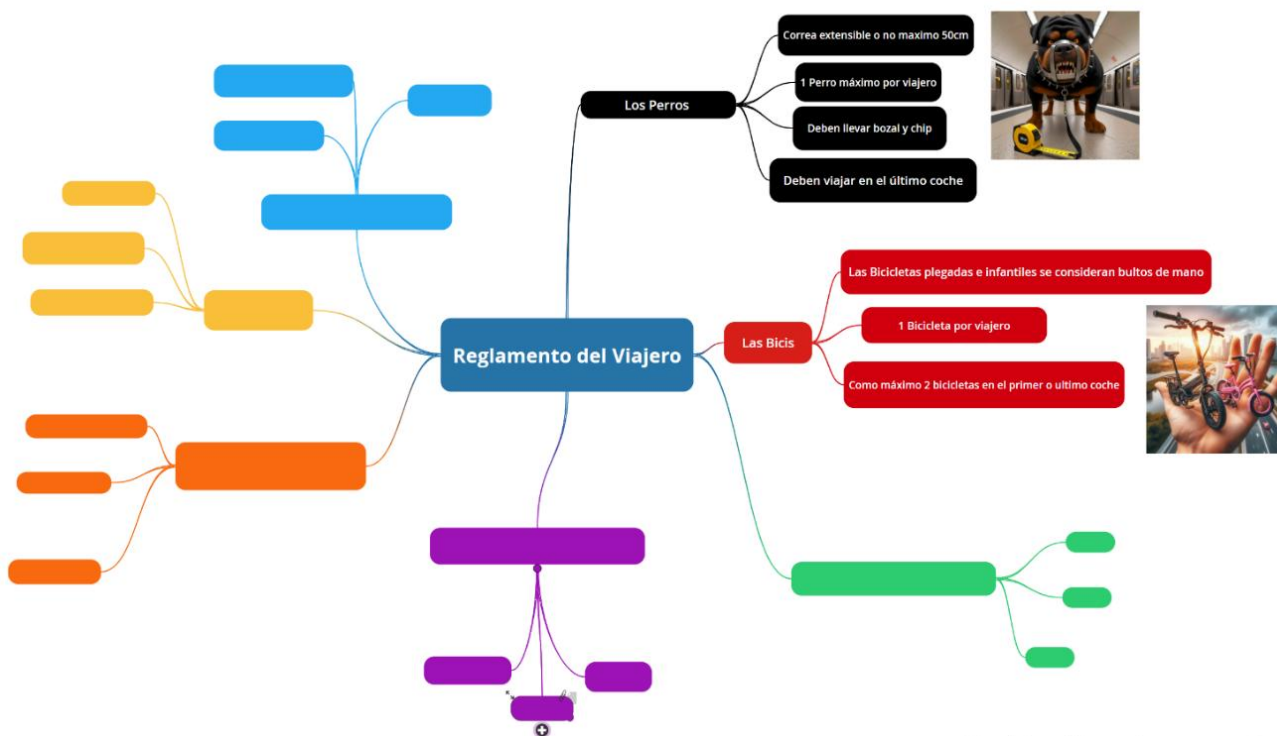 Correa extensible o no maximo 50cm
1 Perro máximo por viajero
Los Perros
Deben llevar bozal y chip
Deben viajar en el último coche
Las Bicicletas plegadas e infantiles se consideran bultos de mano
1 Bicicleta por viajero
Las Bicis
Reglamento del Viajero
Como máximo 2 bicicletas en el primer o ultimo coche